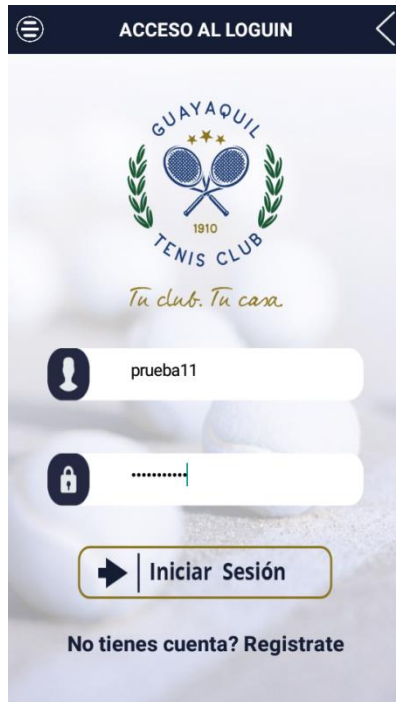 ACCESO AL LOGUIN
GUAYAQUIL
1910
TENIS CLUB
Tu club. Tu casa.
prueba11
•••••••••••
Iniciar Sesión
No tienes cuenta? Registrate